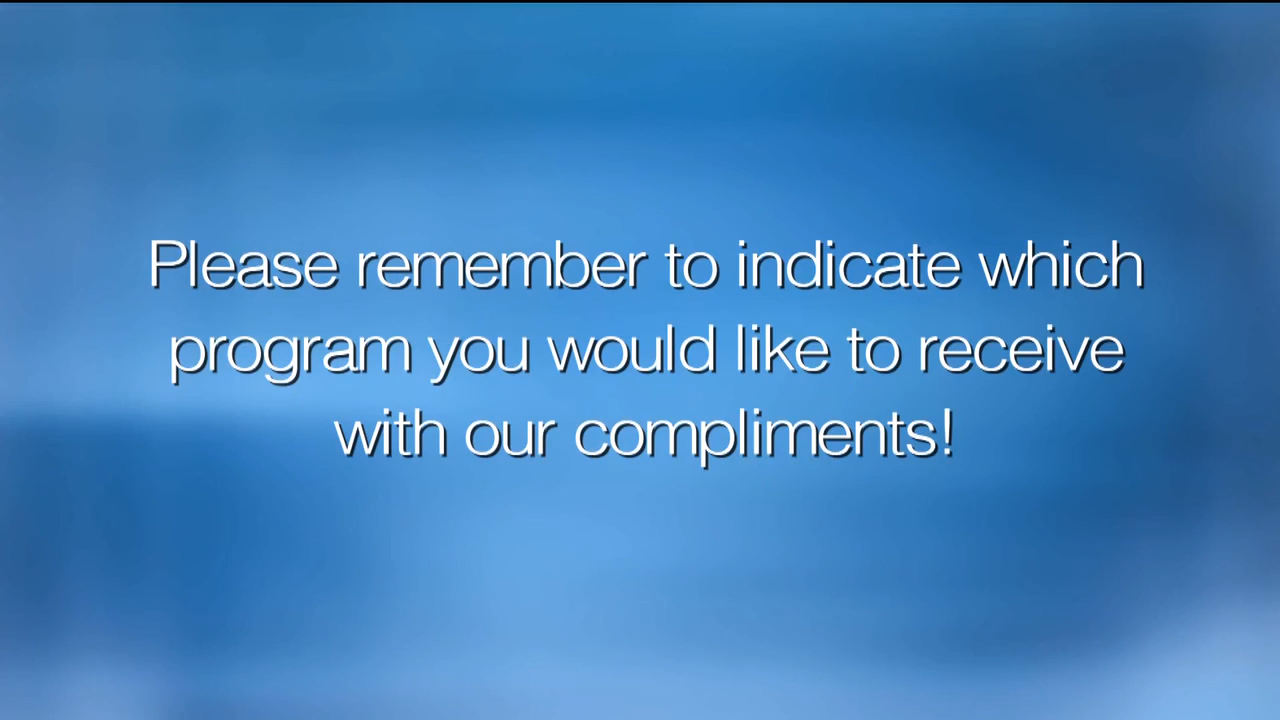 Please remember to indicate which
program you would like to receive
with our compliments!